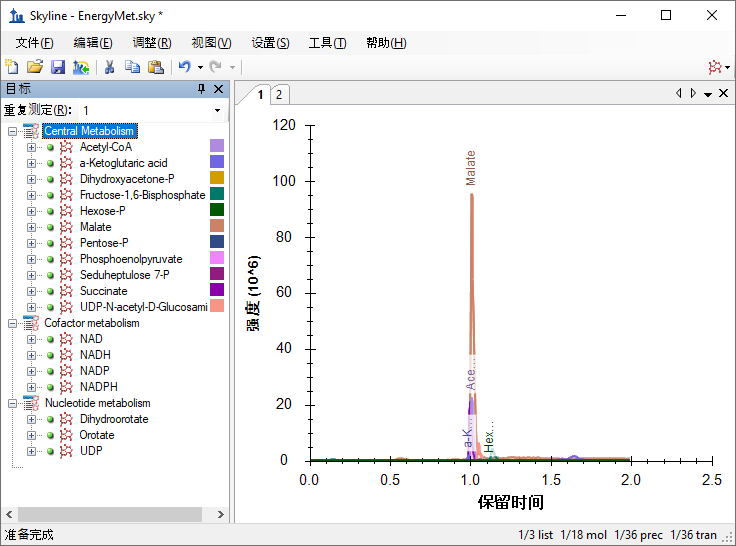 Skyline - EnergyMet.sky *
文件(F) 编辑(E) 调整(R) 视图(V) 设置(S) 工具(T) 帮助(H)
目标
重复测定(R): 1
Central Metabolism
Acetyl-CoA
a-Ketoglutaric acid
Dihydroxyacetone-P
Fructose-1,6-Bisphosphate
Hexose-P
Malate
Pentose-P
Phosphoenolpyruvate
Seduheptulose 7-P
Succinate
UDP-N-acetyl-D-Glucosami
Cofactor metabolism
NAD
NADH
NADP
NADPH
Nucleotide metabolism
Dihydroorotate
Orotate
UDP
1 2
120
100
80
60
40
20
0
强度 (10^6)
Malate
Ace...
a-K...
Hex...
0.0 0.5 1.0 1.5 2.0 2.5
保留时间
准备完成 1/3 list 1/18 mol 1/36 prec 1/36 tran